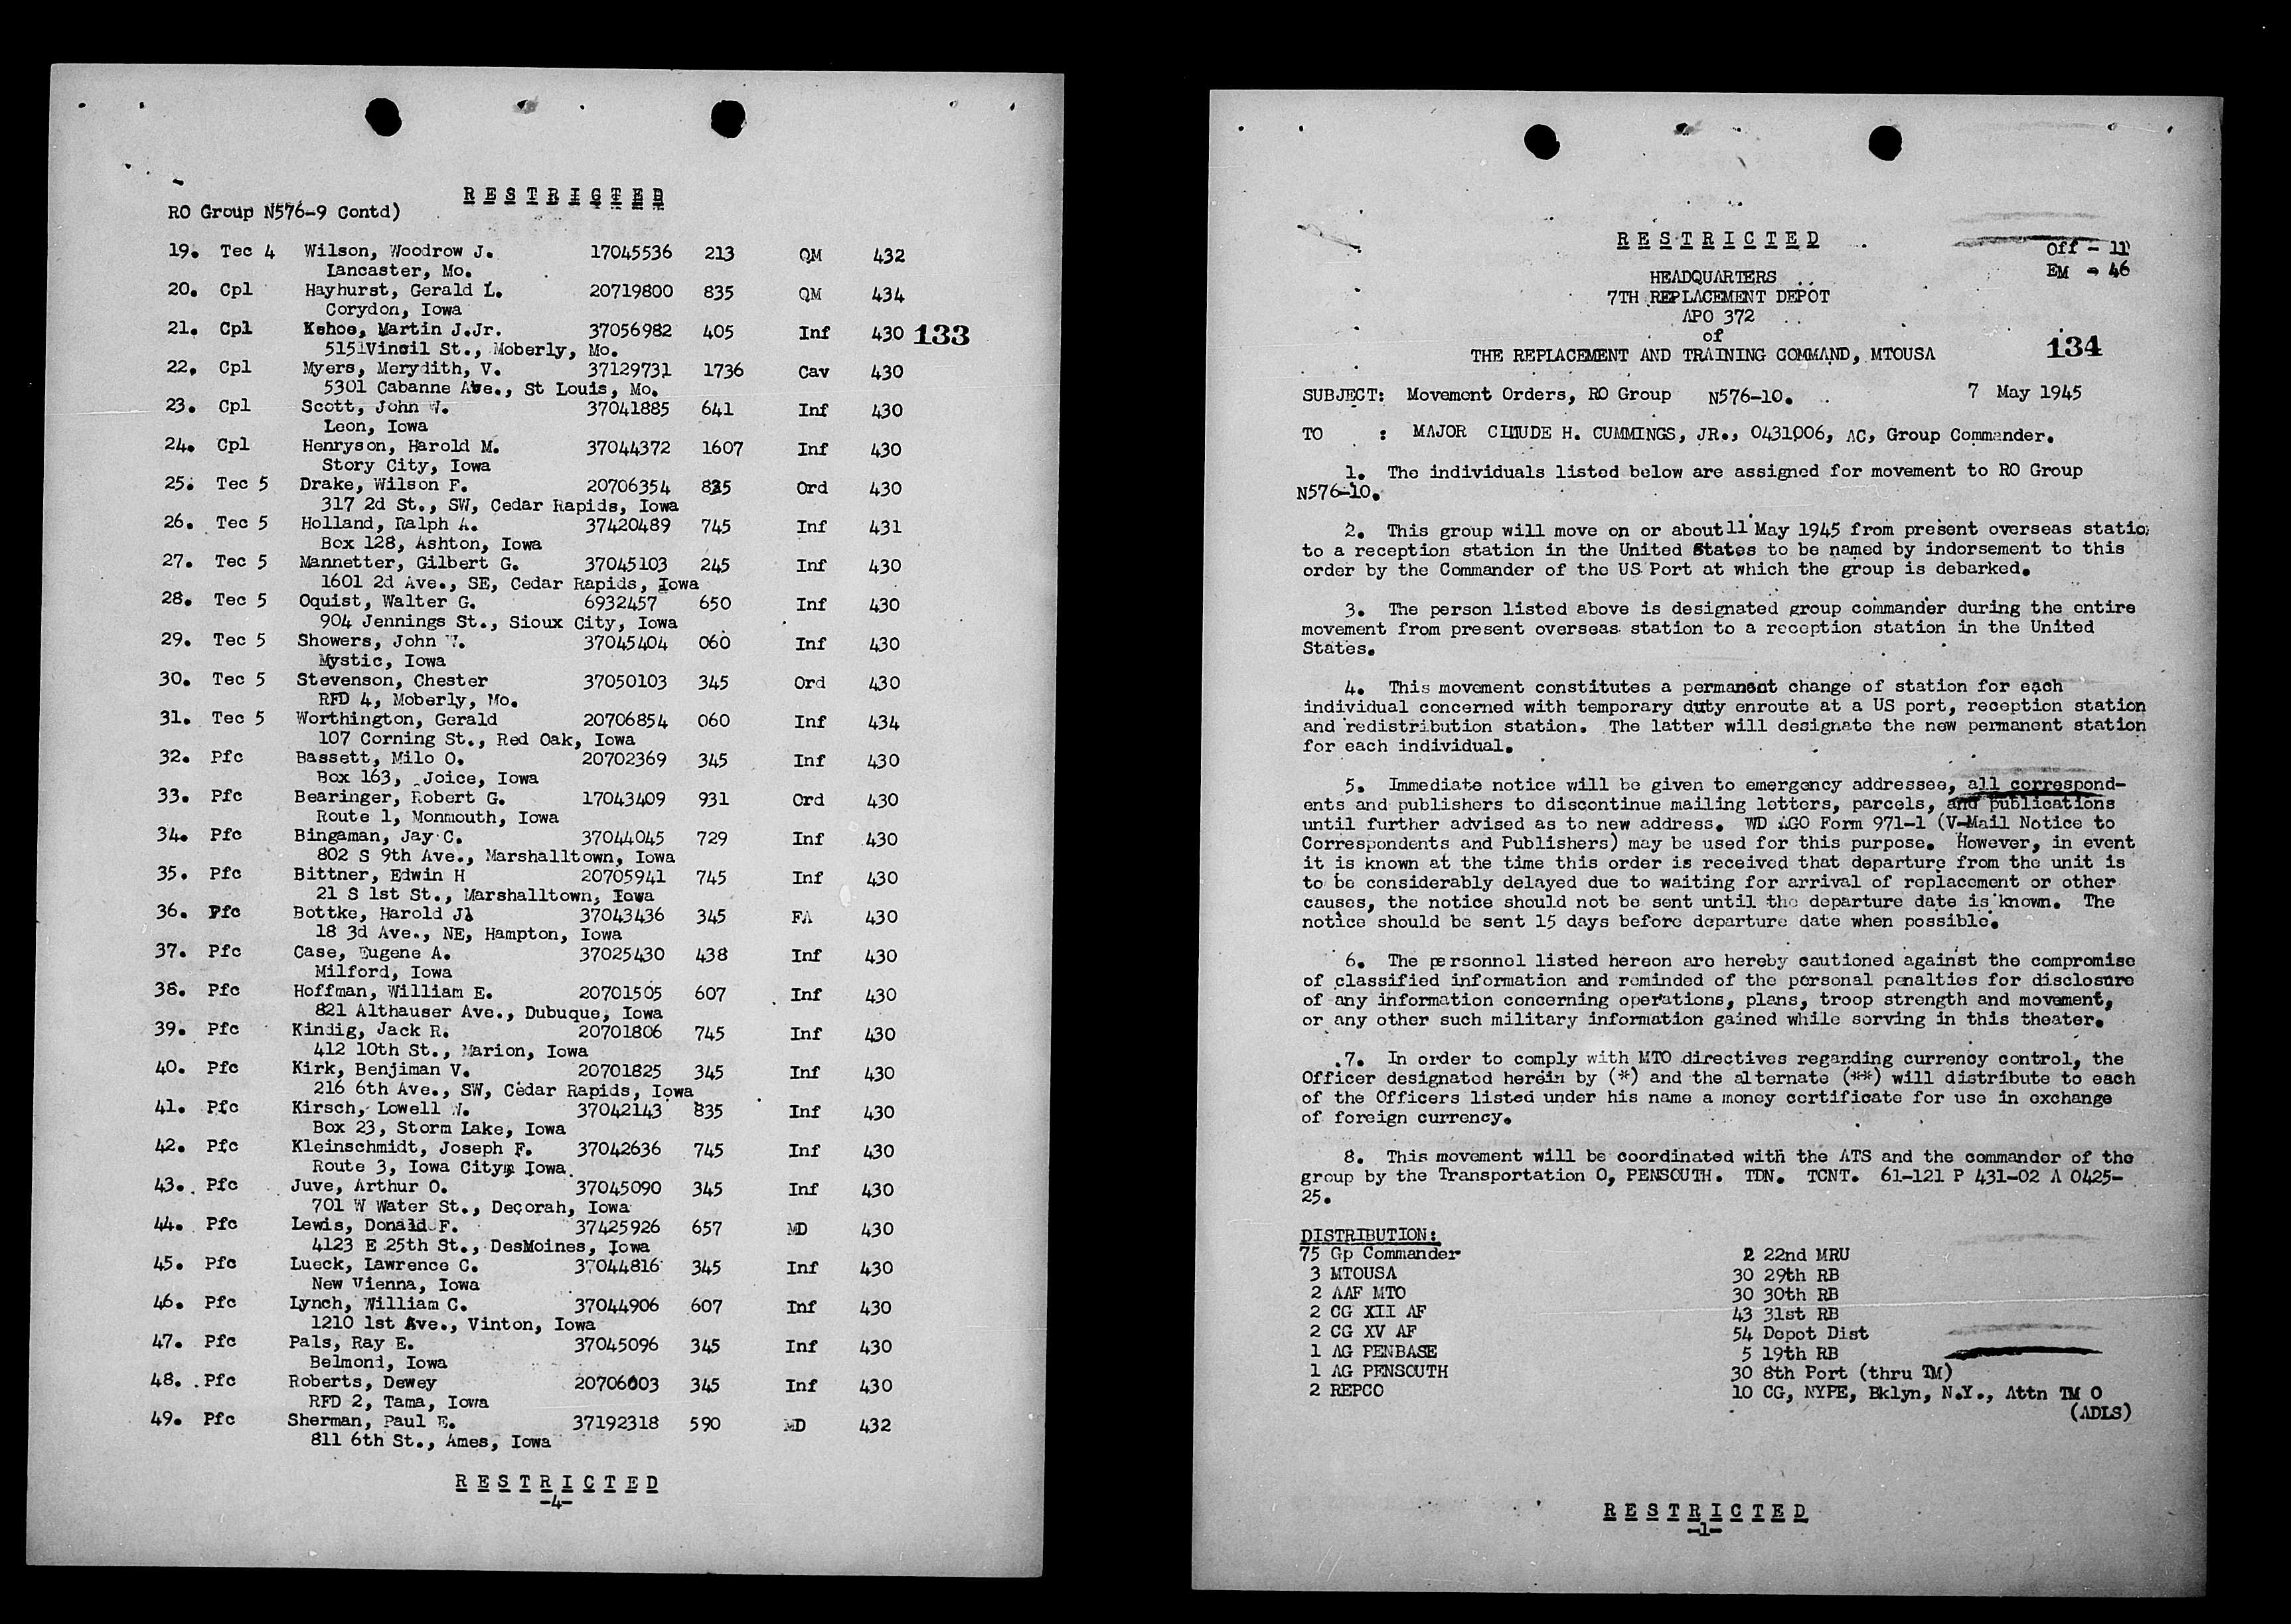 R E S T R I C T E D
RO Group N576-9 Contd)
19. Tec 4 Wilson, Woodrow J. 17045536 213 QM 432
Lancaster, Mo.
20. Cpl Hayhurst, Gerald L. 20719800 835 QM 434
Corydon, Iowa
21. Cpl Kehoe, Martin J.Jr. 37056982 405 Inf 430 133
515 Vincil St., Moberly, Mo.
22. Cpl Myers, Merydith, V. 37129731 1736 Cav 430
5301 Cabanne Ave., St Louis, Mo.
23. Cpl Scott, John W. 37041885 641 Inf 430
Leon, Iowa
24. Cpl Henryson, Harold M. 37044372 1607 Inf 430
Story City, Iowa
25. Tec 5 Drake, Wilson F. 20706354 835 Ord 430
317 2d St., SW, Cedar Rapids, Iowa
26. Tec 5 Holland, Ralph A. 37420489 745 Inf 431
Box 128, Ashton, Iowa
27. Tec 5 Mannetter, Gilbert G. 37045103 245 Inf 430
1601 2d Ave., SE, Cedar Rapids, Iowa
28. Tec 5 Oquist, Walter G. 6932457 650 Inf 430
904 Jennings St., Sioux City, Iowa
29. Tec 5 Showers, John W. 37045404 060 Inf 430
Mystic, Iowa
30. Tec 5 Stevenson, Chester 37050103 345 Ord 430
RFD 4, Moberly, Mo.
31. Tec 5 Worthington, Gerald 20706854 060 Inf 434
107 Corning St., Red Oak, Iowa
32. Pfc Bassett, Milo O. 20702369 345 Inf 430
Box 163, Joice, Iowa
33. Pfc Bearinger, Robert G. 17043409 931 Ord 430
Route 1, Monmouth, Iowa
34. Pfc Bingaman, Jay C. 37044045 729 Inf 430
802 S 9th Ave., Marshalltown, Iowa
35. Pfc Bittner, Edwin H 20705941 745 Inf 430
21 S 1st St., Marshalltown, Iowa
36. Pfc Bottke, Harold J. 37043436 345 FA 430
18 3d Ave., NE, Hampton, Iowa
37. Pfc Case, Eugene A. 37025430 438 Inf 430
Milford, Iowa
38. Pfc Hoffman, William E. 20701505 607 Inf 430
821 Althauser Ave., Dubuque, Iowa
39. Pfc Kindig, Jack R. 20701806 745 Inf 430
412 10th St., Marion, Iowa
40. Pfc Kirk, Benjiman V. 20701825 345 Inf 430
216 6th Ave., SW, Cedar Rapids, Iowa
41. Pfc Kirsch, Lowell W. 37042143 835 Inf 430
Box 23, Storm Lake, Iowa
42. Pfc Kleinschmidt, Joseph F. 37042636 745 Inf 430
Route 3, Iowa City, Iowa
43. Pfc Juve, Arthur O. 37045090 345 Inf 430
701 W Water St., Decorah, Iowa
44. Pfc Lewis, Donald F. 37425926 657 MD 430
4123 E 25th St., DesMoines, Iowa
45. Pfc Lueck, Lawrence C. 37044816 345 Inf 430
New Vienna, Iowa
46. Pfc Lynch, William C. 37044906 607 Inf 430
1210 1st Ave., Vinton, Iowa
47. Pfc Pals, Ray E. 37045096 345 Inf 430
Belmond, Iowa
48. Pfc Roberts, Dewey 20706003 345 Inf 430
RFD 2, Tama, Iowa
49. Pfc Sherman, Paul E. 37192318 590 MD 432
811 6th St., Ames, Iowa
R E S T R I C T E D
-4-
R E S T R I C T E D
Off - 11
EM - 46
HEADQUARTERS
7TH REPLACEMENT DEPOT
APO 372
of
THE REPLACEMENT AND TRAINING COMMAND, MTOUSA
134
SUBJECT: Movement Orders, RO Group N576-10. 7 May 1945
TO : MAJOR CLAUDE H. CUMMINGS, JR., 0431006, AC, Group Commander.
1. The individuals listed below are assigned for movement to RO Group
N576-10.
2. This group will move on or about 11 May 1945 from present overseas statio
to a reception station in the United States to be named by indorsement to this
order by the Commander of the US Port at which the group is debarked.
3. The person listed above is designated group commander during the entire
movement from present overseas station to a reception station in the United
States.
4. This movement constitutes a permanent change of station for each
individual concerned with temporary duty enroute at a US port, reception station
and redistribution station. The latter will designate the new permanent station
for each individual.
5. Immediate notice will be given to emergency addressee, all correspond-
ents and publishers to discontinue mailing letters, parcels, and publications
until further advised as to new address. WD AGO Form 971-1 (V-Mail Notice to
Correspondents and Publishers) may be used for this purpose. However, in event
it is known at the time this order is received that departure from the unit is
to be considerably delayed due to waiting for arrival of replacement or other
causes, the notice should not be sent until the departure date is known. The
notice should be sent 15 days before departure date when possible.
6. The personnel listed hereon are hereby cautioned against the compromise
of classified information and reminded of the personal penalties for disclosure
of any information concerning operations, plans, troop strength and movement,
or any other such military information gained while serving in this theater.
7. In order to comply with MTO directives regarding currency control, the
Officer designated herein by (*) and the alternate (**) will distribute to each
of the Officers listed under his name a money certificate for use in exchange
of foreign currency.
8. This movement will be coordinated with the ATS and the commander of the
group by the Transportation O, PENSOUTH. TDN. TCNT. 61-121 P 431-02 A 0425-
25.
DISTRIBUTION:
75 Gp Commander
3 MTOUSA
2 AAF MTO
2 CG XII AF
2 CG XV AF
1 AG PENBASE
1 AG PENSOUTH
2 REPCO
2 22nd MRU
30 29th RB
30 30th RB
43 31st RB
54 Depot Dist
5 19th RB
30 8th Port (thru TM)
10 CG, NYPE, Bklyn, N.Y., Attn TM O
(ADLS)
R E S T R I C T E D
-1-